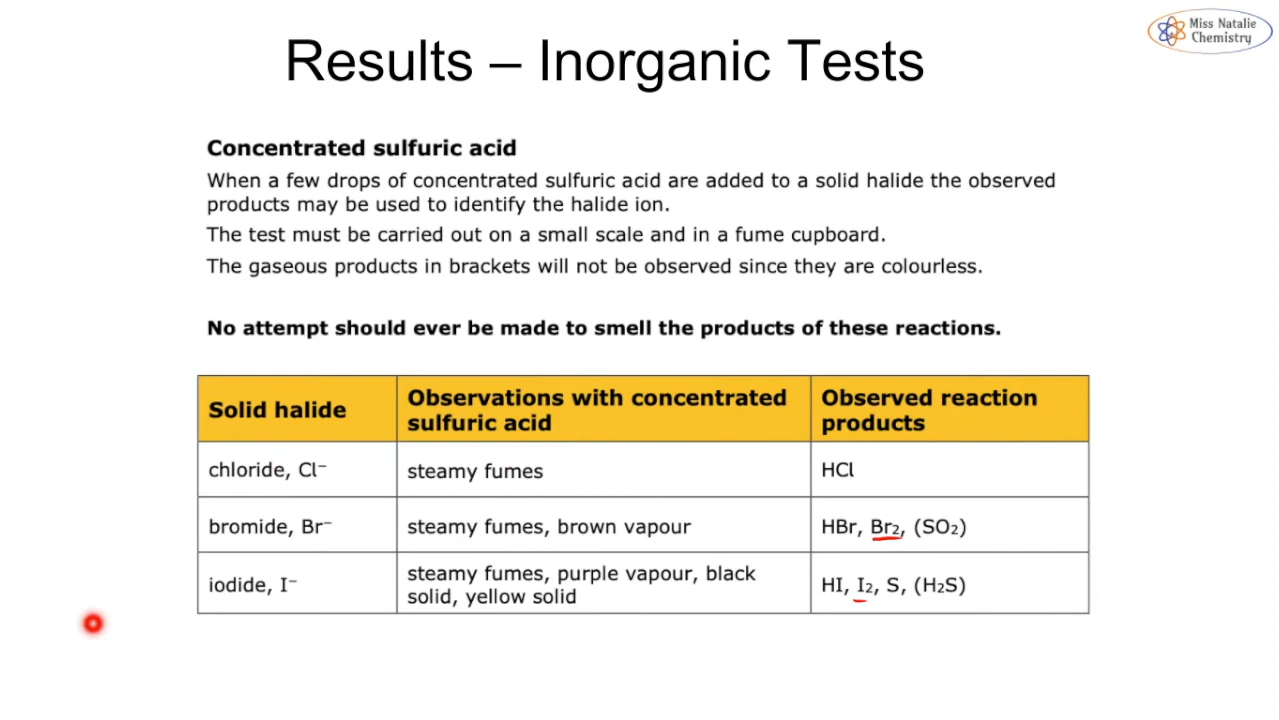 Miss Natalie
Chemistry
Results – Inorganic Tests
Concentrated sulfuric acid
When a few drops of concentrated sulfuric acid are added to a solid halide the observed
products may be used to identify the halide ion.
The test must be carried out on a small scale and in a fume cupboard.
The gaseous products in brackets will not be observed since they are colourless.
No attempt should ever be made to smell the products of these reactions.
Solid halide
Observations with concentrated
sulfuric acid
Observed reaction
products
chloride, Cl⁻
steamy fumes
HCl
bromide, Br⁻
steamy fumes, brown vapour
HBr, Br₂, (SO₂)
iodide, I⁻
steamy fumes, purple vapour, black
solid, yellow solid
HI, I₂, S, (H₂S)